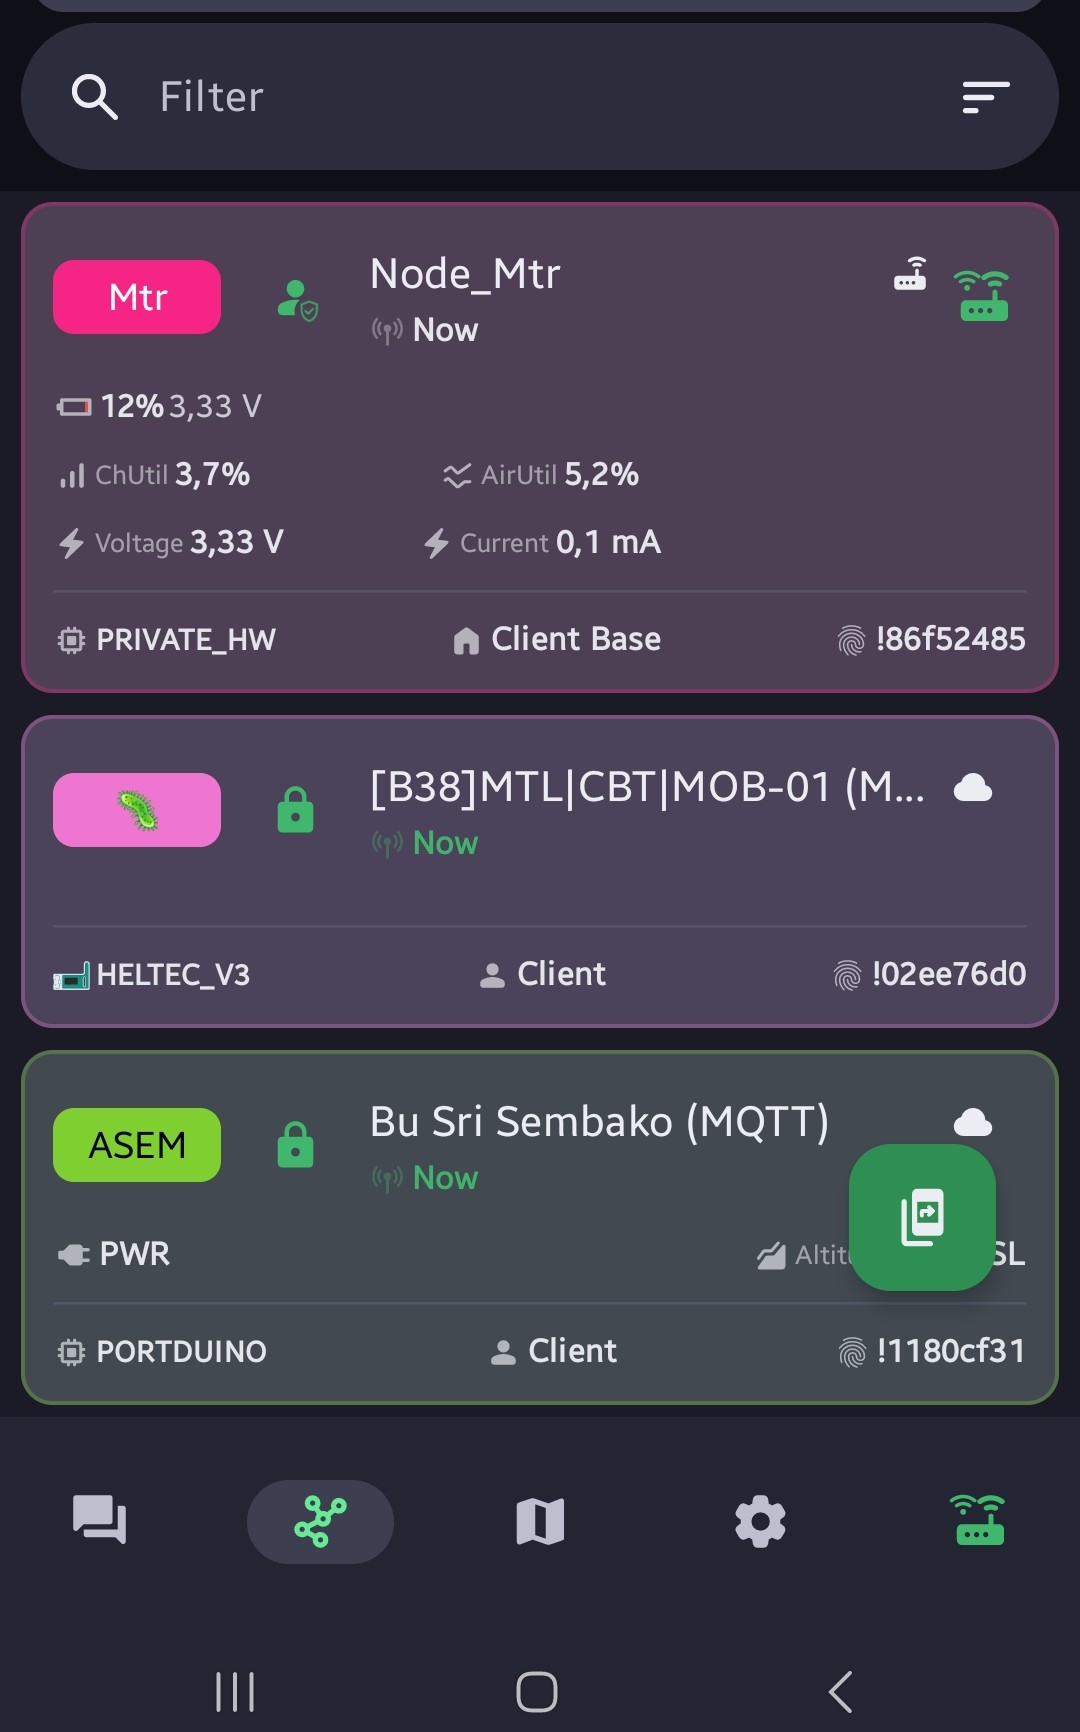 Filter
Mtr
Node_Mtr
Now
12% 3,33 V
ChUtil 3,7% AirUtil 5,2%
Voltage 3,33 V Current 0,1 mA
PRIVATE_HW Client Base !86f52485
[B38]MTL|CBT|MOB-01 (M...
Now
HELTEC_V3 Client !02ee76d0
ASEM
Bu Sri Sembako (MQTT)
Now
PWR
PORTDUINO Client !1180cf31